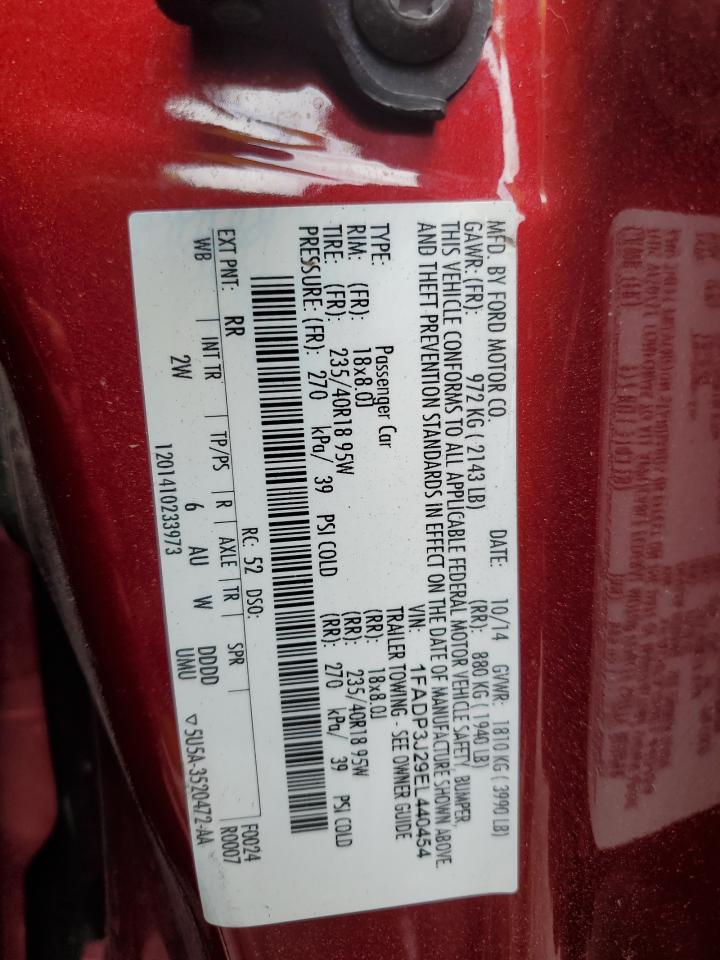 MFD. BY FORD MOTOR CO.
DATE: 10/14 GVWR: 1810 KG ( 3990 LB)
GAWR: (FR): 972 KG ( 2143 LB) (RR): 880 KG ( 1940 LB)
THIS VEHICLE CONFORMS TO ALL APPLICABLE FEDERAL MOTOR VEHICLE SAFETY, BUMPER,
AND THEFT PREVENTION STANDARDS IN EFFECT ON THE DATE OF MANUFACTURE SHOWN ABOVE.
VIN: 1FADP3J29EL440454
TYPE: Passenger Car TRAILER TOWING - SEE OWNER GUIDE
RIM: (FR): 18x8.0J (RR): 18x8.0J
TIRE: (FR): 235/40R18 95W (RR): 235/40R18 95W
PRESSURE: (FR): 270 kPa/ 39 PSI COLD (RR): 270 kPa/ 39 PSI COLD
RC: 52 DSO: F0024
EXT PNT: RR INT TR TP/PS R AXLE TR SPR R0007
WB 2W 6 AU W DDDD
UMU
1201410233973 ▽5U5A-3520472-AA